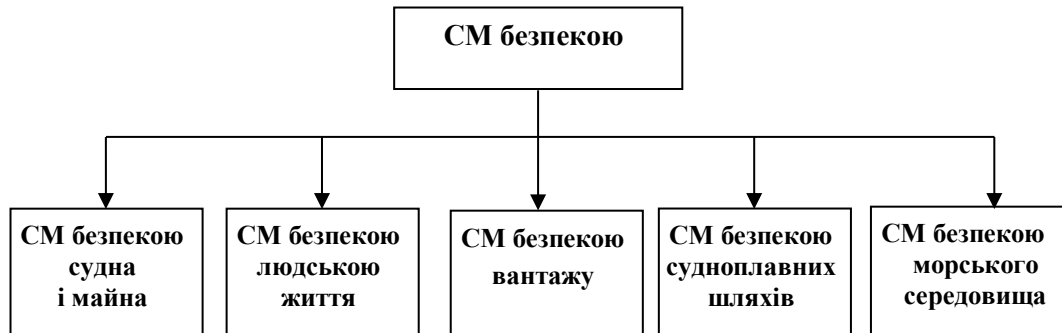 СМ безпекою
СМ безпекою
судна
і майна
СМ безпекою
людською
життя
СМ безпекою
вантажу
СМ безпекою
судноплавних
шляхів
СМ безпекою
морського
середовища